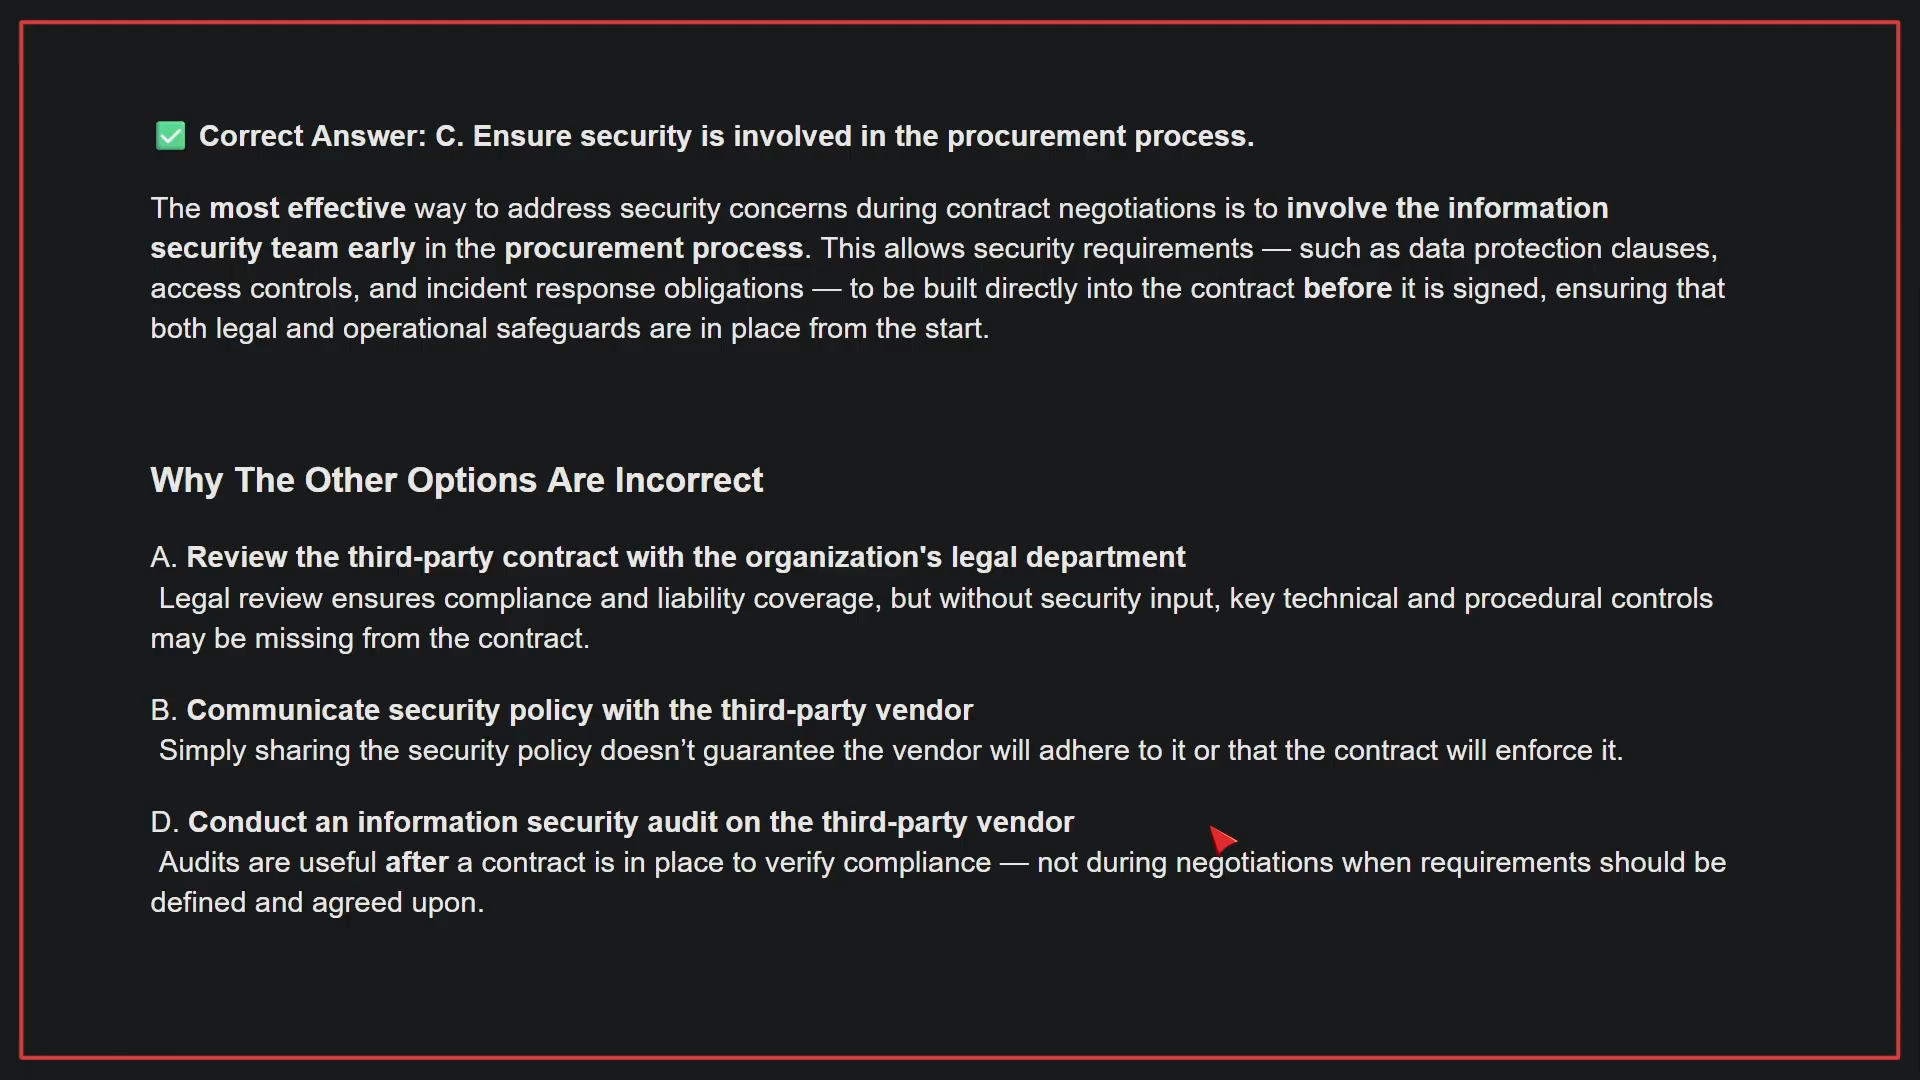 ✅ Correct Answer: C. Ensure security is involved in the procurement process.
The most effective way to address security concerns during contract negotiations is to involve the information
security team early in the procurement process. This allows security requirements — such as data protection clauses,
access controls, and incident response obligations — to be built directly into the contract before it is signed, ensuring that
both legal and operational safeguards are in place from the start.
Why The Other Options Are Incorrect
A. Review the third-party contract with the organization's legal department
Legal review ensures compliance and liability coverage, but without security input, key technical and procedural controls
may be missing from the contract.
B. Communicate security policy with the third-party vendor
Simply sharing the security policy doesn’t guarantee the vendor will adhere to it or that the contract will enforce it.
D. Conduct an information security audit on the third-party vendor
Audits are useful after a contract is in place to verify compliance — not during negotiations when requirements should be
defined and agreed upon.